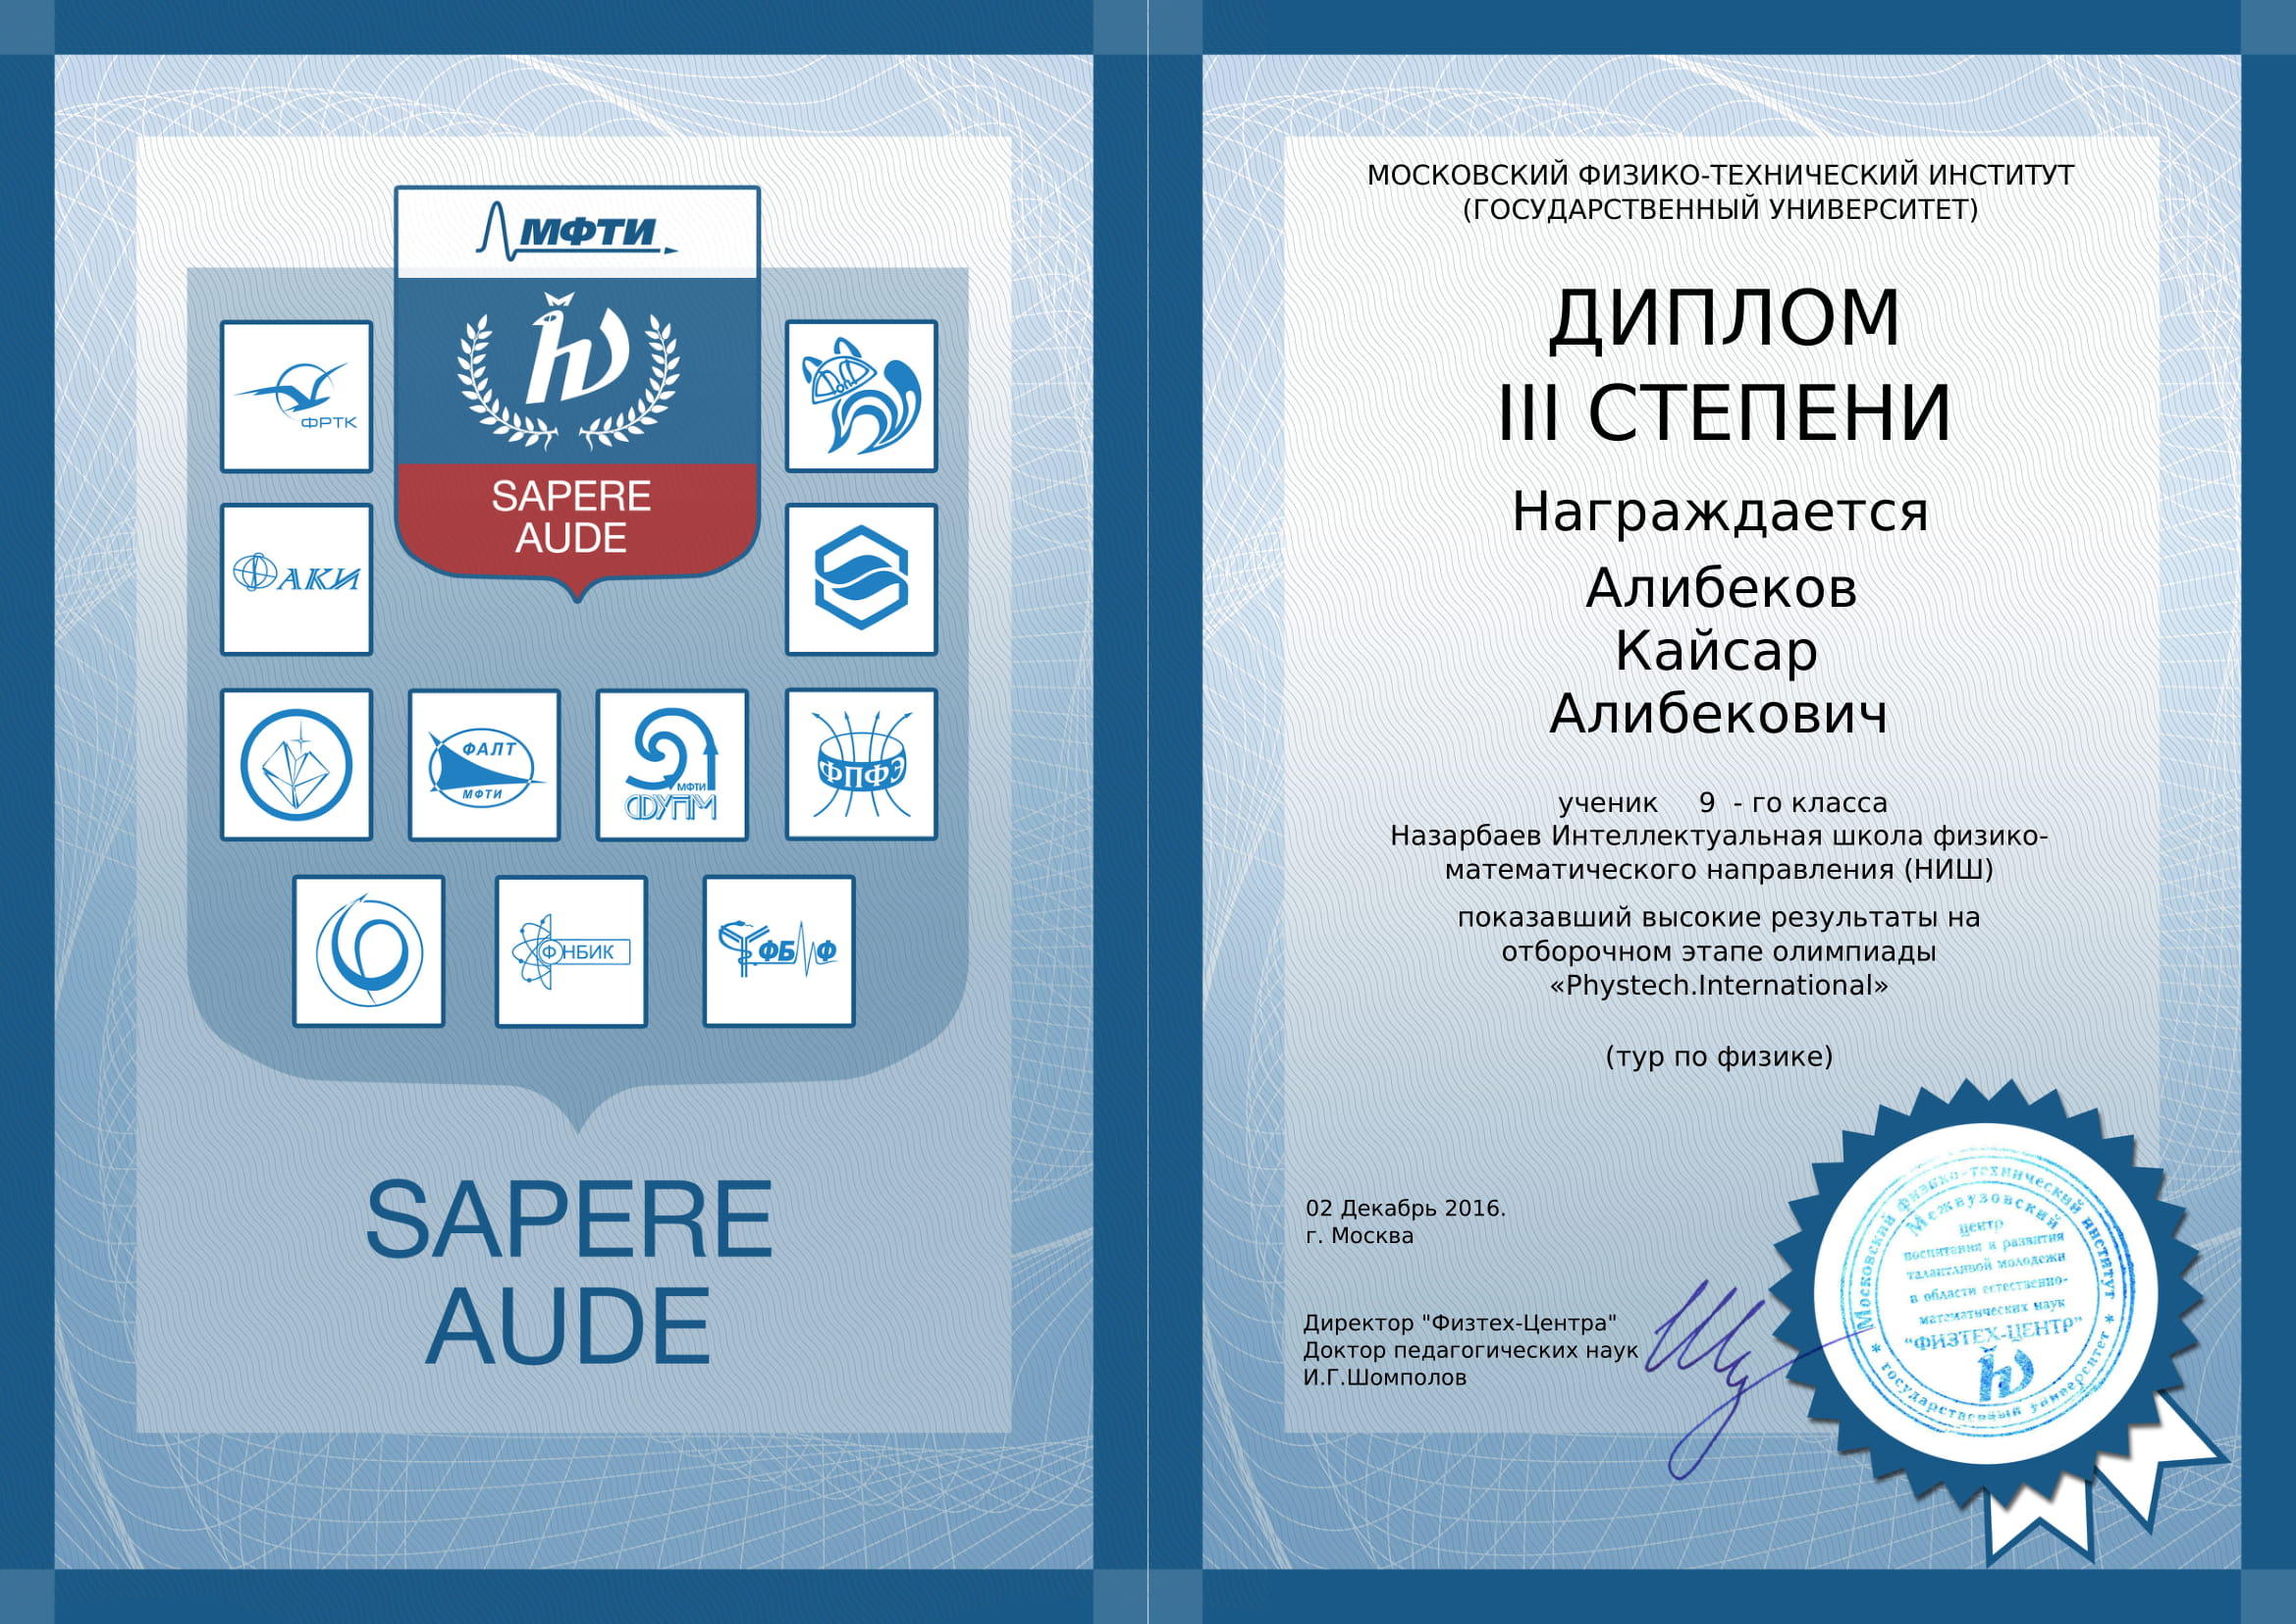 МФТИ
SAPERE
AUDE
ФРТК
ФАКИ
ФАЛТ
МФТИ
МФТИ
ФУПМ
ФПФЭ
ФНБИК
ФБМФ
SAPERE
AUDE
МОСКОВСКИЙ ФИЗИКО-ТЕХНИЧЕСКИЙ ИНСТИТУТ
(ГОСУДАРСТВЕННЫЙ УНИВЕРСИТЕТ)
ДИПЛОМ
III СТЕПЕНИ
Награждается
Алибеков
Кайсар
Алибекович
ученик 9 - го класса
Назарбаев Интеллектуальная школа физико-
математического направления (НИШ)
показавший высокие результаты на
отборочном этапе олимпиады
«Phystech.International»
(тур по физике)
02 Декабрь 2016.
г. Москва
Директор "Физтех-Центра"
Доктор педагогических наук
И.Г.Шомполов
Московский физико-технический институт
* государственный университет *
Межвузовский
центр
воспитания и развития
талантливой молодежи
в области естественно-
математических наук
"ФИЗТЕХ-ЦЕНТР"